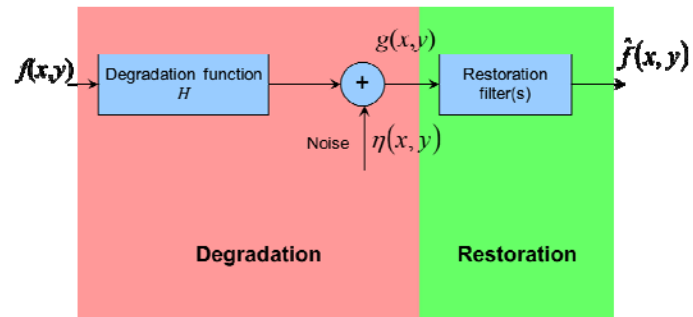 f(x,y)
Degradation function
H
+
g(x,y)
Noise
η(x, y)
Restoration
filter(s)
f̂(x, y)
Degradation
Restoration